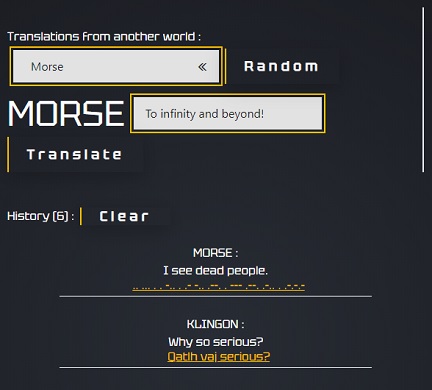 Translations from another world :
Morse «
Random
MORSE To infinity and beyond!
Translate
History (6) : Clear
MORSE :
I see dead people.
.. ... . . -.. . .- -.. .--. . --- .--. .-.. . .-.-.-
KLINGON :
Why so serious?
Qatlh vaj serious?